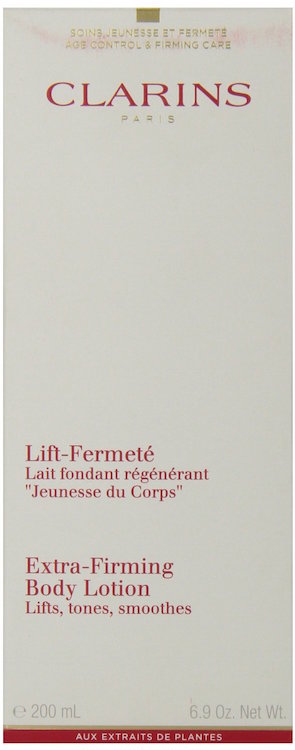 SOINS JEUNESSE ET FERMETÉ
AGE CONTROL & FIRMING CARE
CLARINS
PARIS
Lift-Fermeté
Lait fondant régénérant
"Jeunesse du Corps"
Extra-Firming
Body Lotion
Lifts, tones, smoothes
e 200 mL 6.9 Oz. Net Wt.
AUX EXTRAITS DE PLANTES